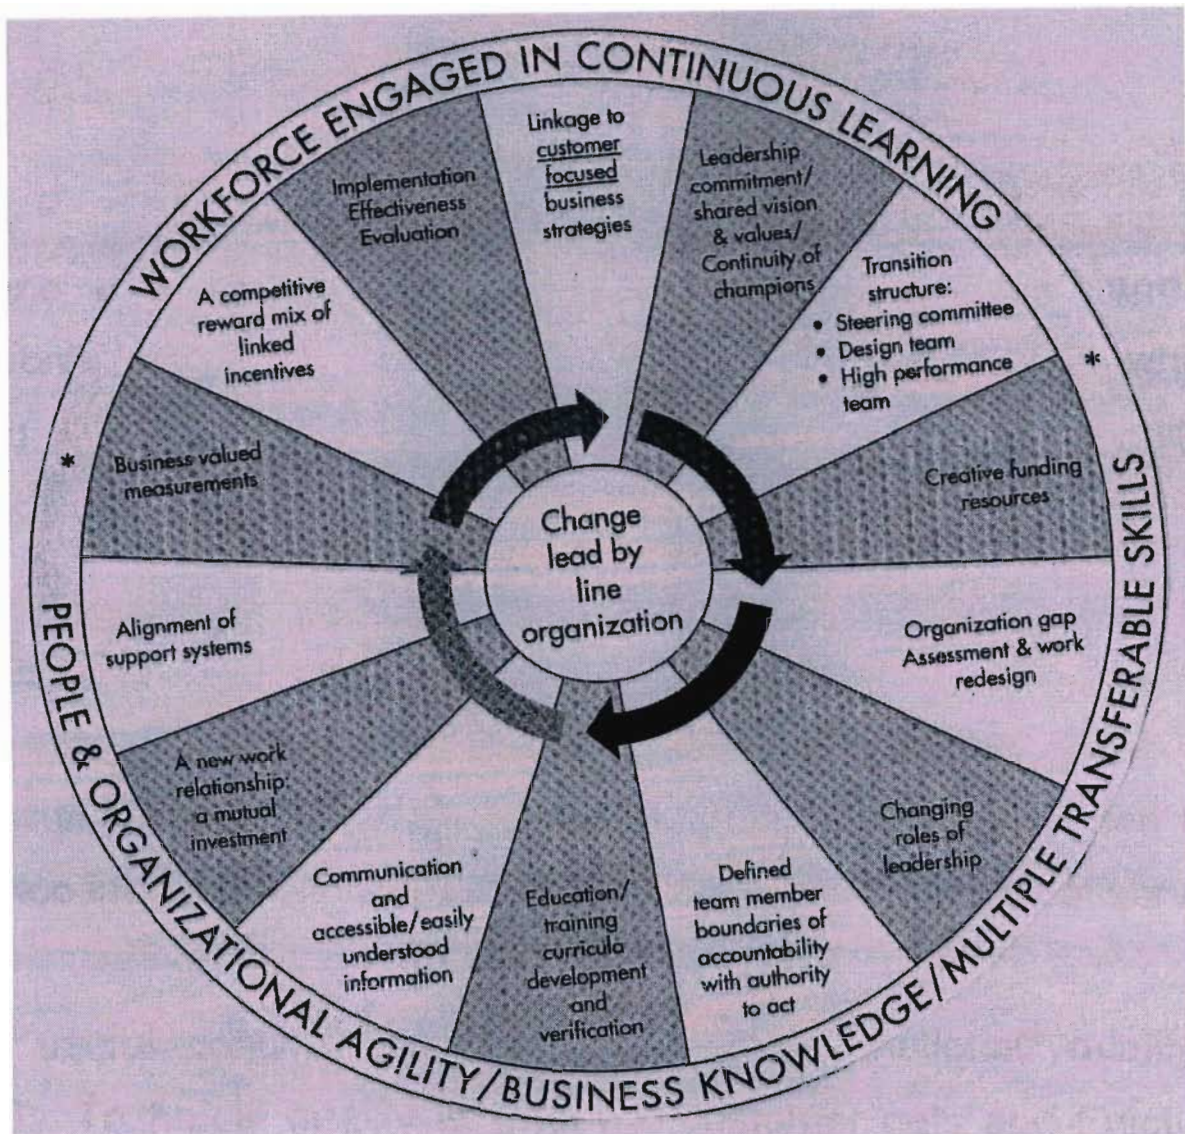 WORKFORCE ENGAGED IN CONTINUOUS LEARNING
*
PEOPLE & ORGANIZATIONAL AGILITY/BUSINESS KNOWLEDGE/MULTIPLE TRANSFERABLE SKILLS
*
Linkage to
customer
focused
business
strategies
Leadership
commitment/
shared vision
& values/
Continuity of
champions
Transition
structure:
• Steering committee
• Design team
• High performance
team
Creative funding
resources
Organization gap
Assessment & work
redesign
Changing
roles of
leadership
Defined
team member
boundaries of
accountability
with authority
to act
Education/
training
curricula
development
and
verification
Communication
and
accessible/easily
understood
information
A new work
relationship:
a mutual
investment
Alignment of
support systems
Business valued
measurements
A competitive
reward mix of
linked
incentives
Implementation
Effectiveness
Evaluation
Change
lead by
line
organization